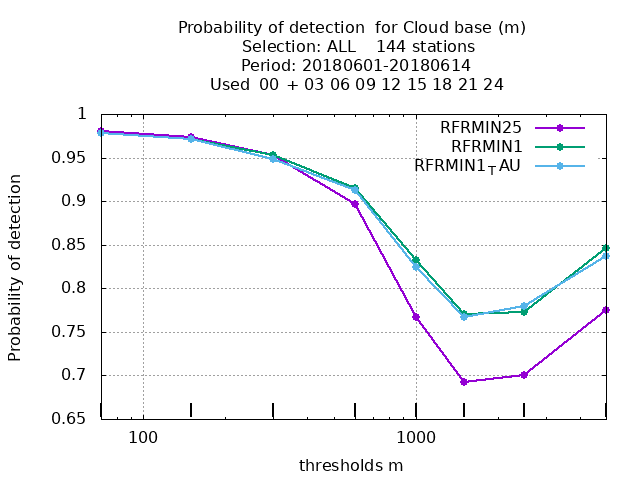 Probability of detection  for Cloud base (m)
Selection: ALL    144 stations
Period: 20180601-20180614
Used  00 + 03 06 09 12 15 18 21 24
RFRMIN25
RFRMIN1
RFRMIN1_TAU
Probability of detection
1
0.95
0.9
0.85
0.8
0.75
0.7
0.65
100 1000
thresholds m